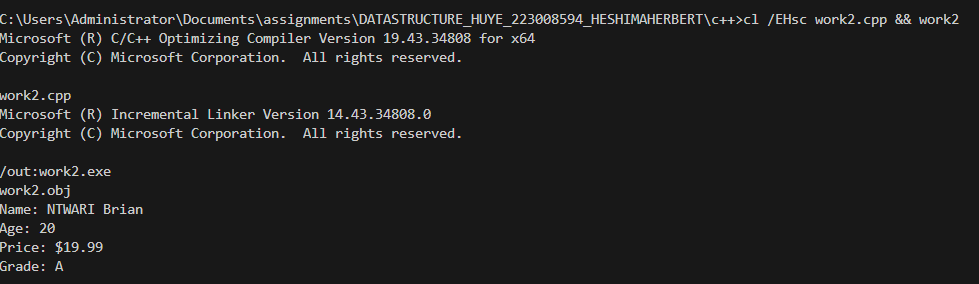 C:\Users\Administrator\Documents\assignments\DATASTRUCTURE_HUYE_223008594_HESHIMAHERBERT\c++>cl /EHsc work2.cpp && work2
Microsoft (R) C/C++ Optimizing Compiler Version 19.43.34808 for x64
Copyright (C) Microsoft Corporation.  All rights reserved.

work2.cpp
Microsoft (R) Incremental Linker Version 14.43.34808.0
Copyright (C) Microsoft Corporation.  All rights reserved.

/out:work2.exe
work2.obj
Name: NTWARI Brian
Age: 20
Price: $19.99
Grade: A